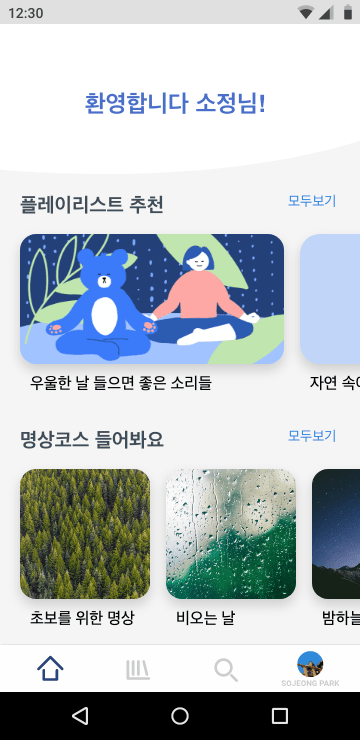 12:30
환영합니다 소정님!
플레이리스트 추천
모두보기
우울한 날 들으면 좋은 소리들
자연 속
명상코스 들어봐요
모두보기
초보를 위한 명상
비오는 날
밤하늘
SOJEONG PARK